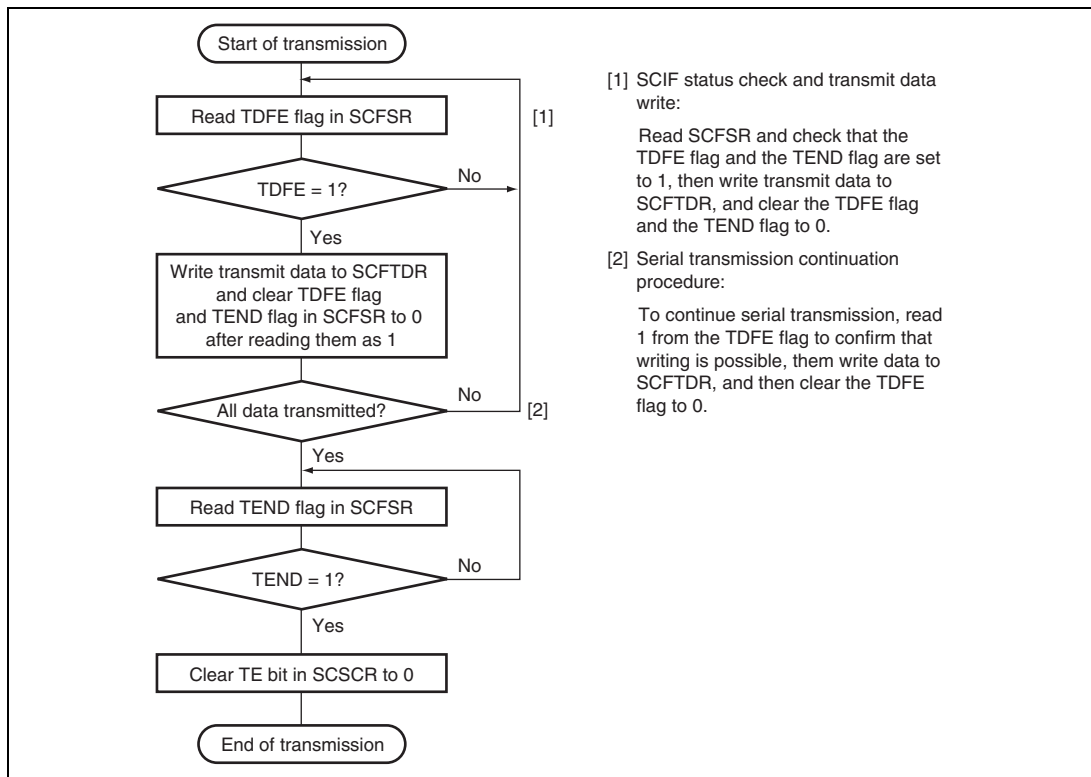 Start of transmission
Read TDFE flag in SCFSR
[1]
TDFE = 1?
No
Yes
Write transmit data to SCFTDR
and clear TDFE flag
and TEND flag in SCFSR to 0
after reading them as 1
All data transmitted?
No
[2]
Yes
Read TEND flag in SCFSR
TEND = 1?
No
Yes
Clear TE bit in SCSCR to 0
End of transmission
[1] SCIF status check and transmit data
write:
Read SCFSR and check that the
TDFE flag and the TEND flag are set
to 1, then write transmit data to
SCFTDR, and clear the TDFE flag
and the TEND flag to 0.
[2] Serial transmission continuation
procedure:
To continue serial transmission, read
1 from the TDFE flag to confirm that
writing is possible, them write data to
SCFTDR, and then clear the TDFE
flag to 0.